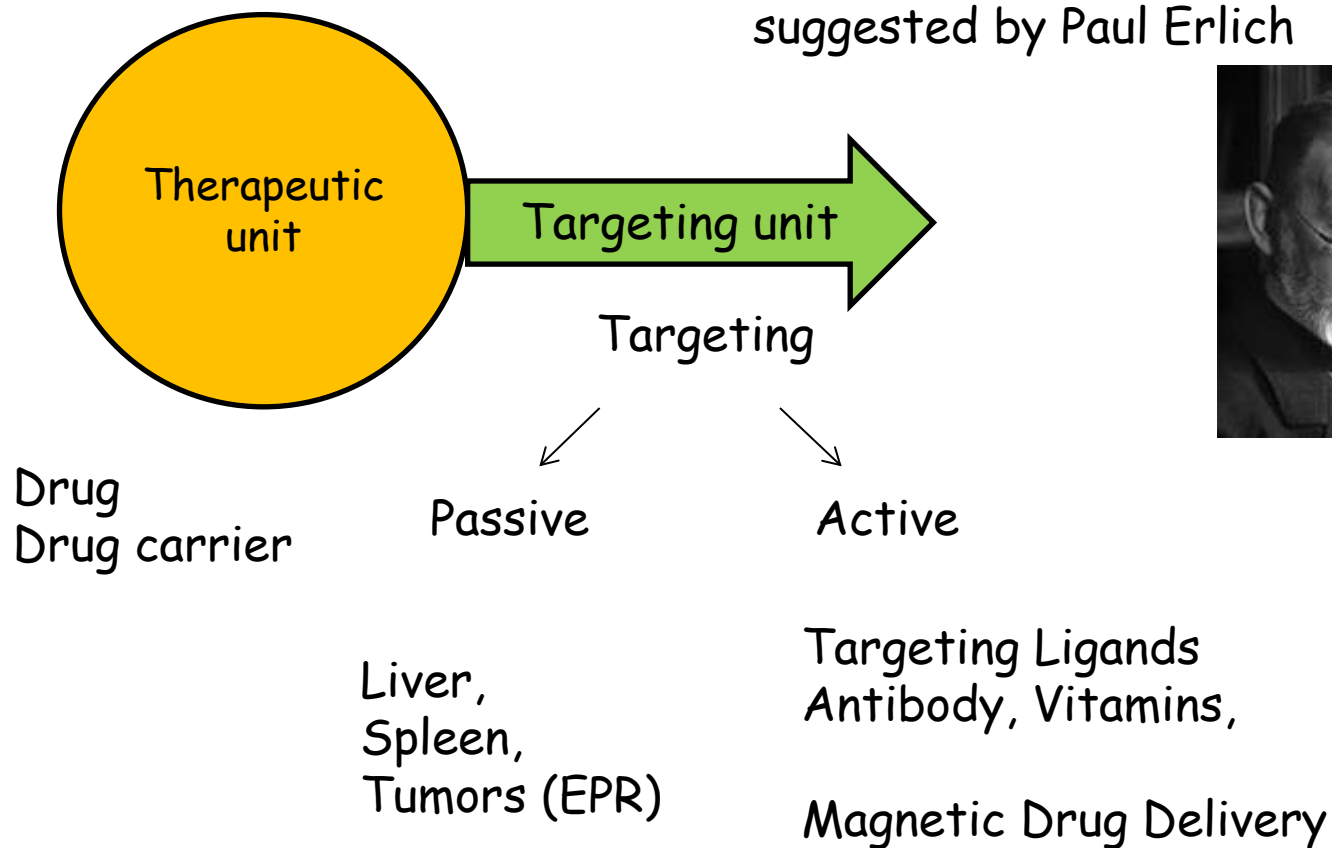 suggested by Paul Erlich
Therapeutic
unit
Targeting unit
Targeting
Drug
Drug carrier
Passive
Active
Liver,
Spleen,
Tumors (EPR)
Targeting Ligands
Antibody, Vitamins,
Magnetic Drug Delivery